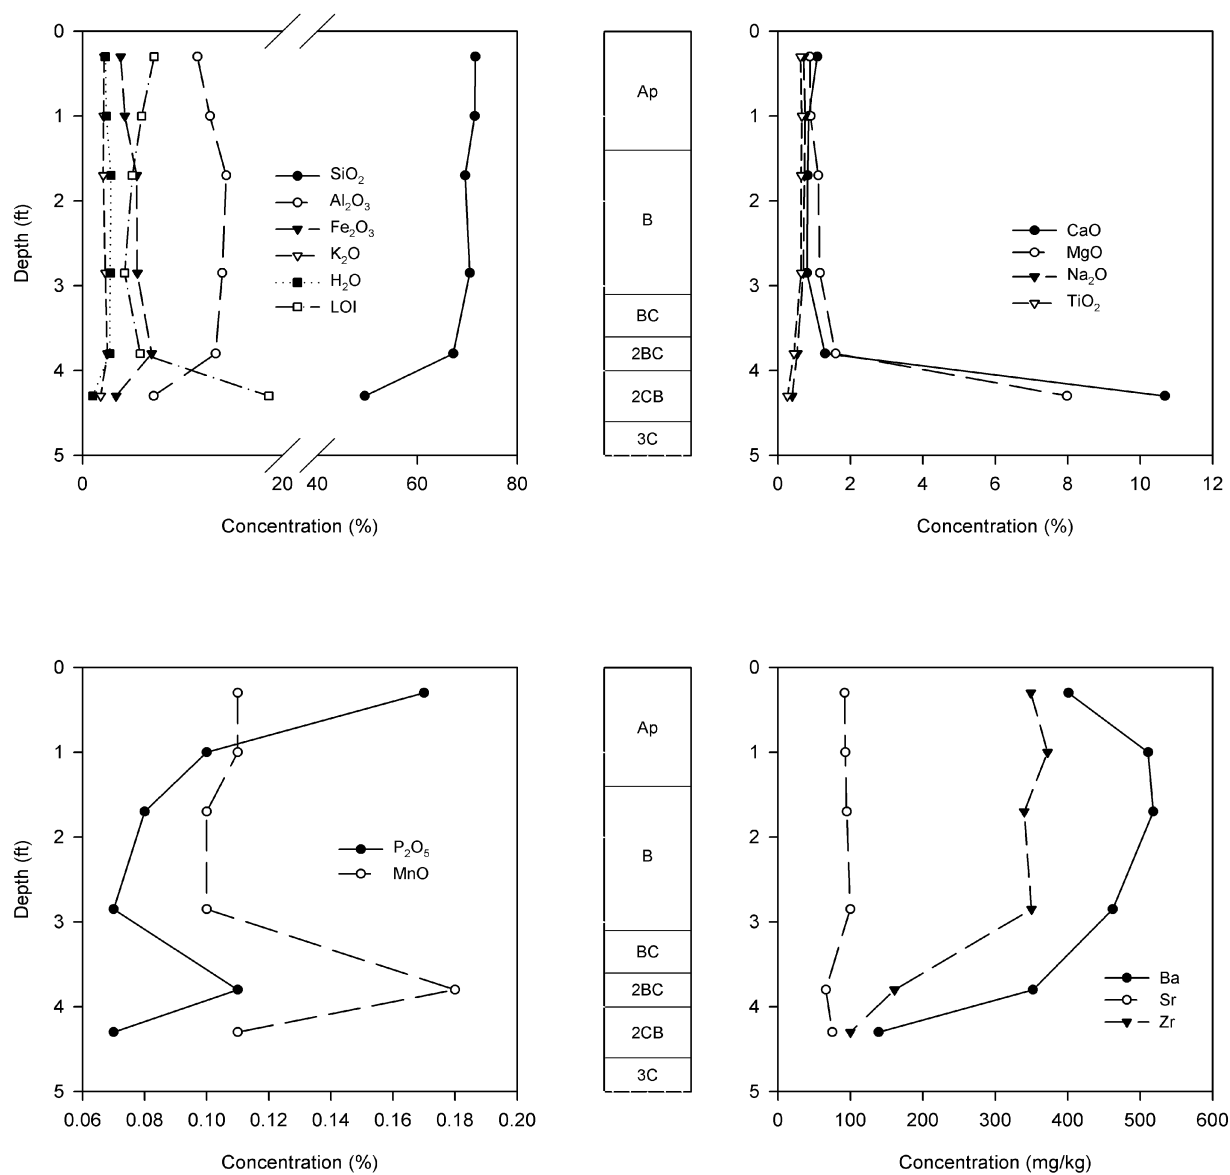 0
1
2
3
4
5
Depth (ft)
0 20 40 60 80
Concentration (%)
SiO₂
Al₂O₃
Fe₂O₃
K₂O
H₂O
LOI
Ap
B
BC
2BC
2CB
3C
0
1
2
3
4
5
0 2 4 6 8 10 12
Concentration (%)
CaO
MgO
Na₂O
TiO₂
0
1
2
3
4
5
Depth (ft)
0.06 0.08 0.10 0.12 0.14 0.16 0.18 0.20
Concentration (%)
P₂O₅
MnO
Ap
B
BC
2BC
2CB
3C
0
1
2
3
4
5
0 100 200 300 400 500 600
Concentration (mg/kg)
Ba
Sr
Zr